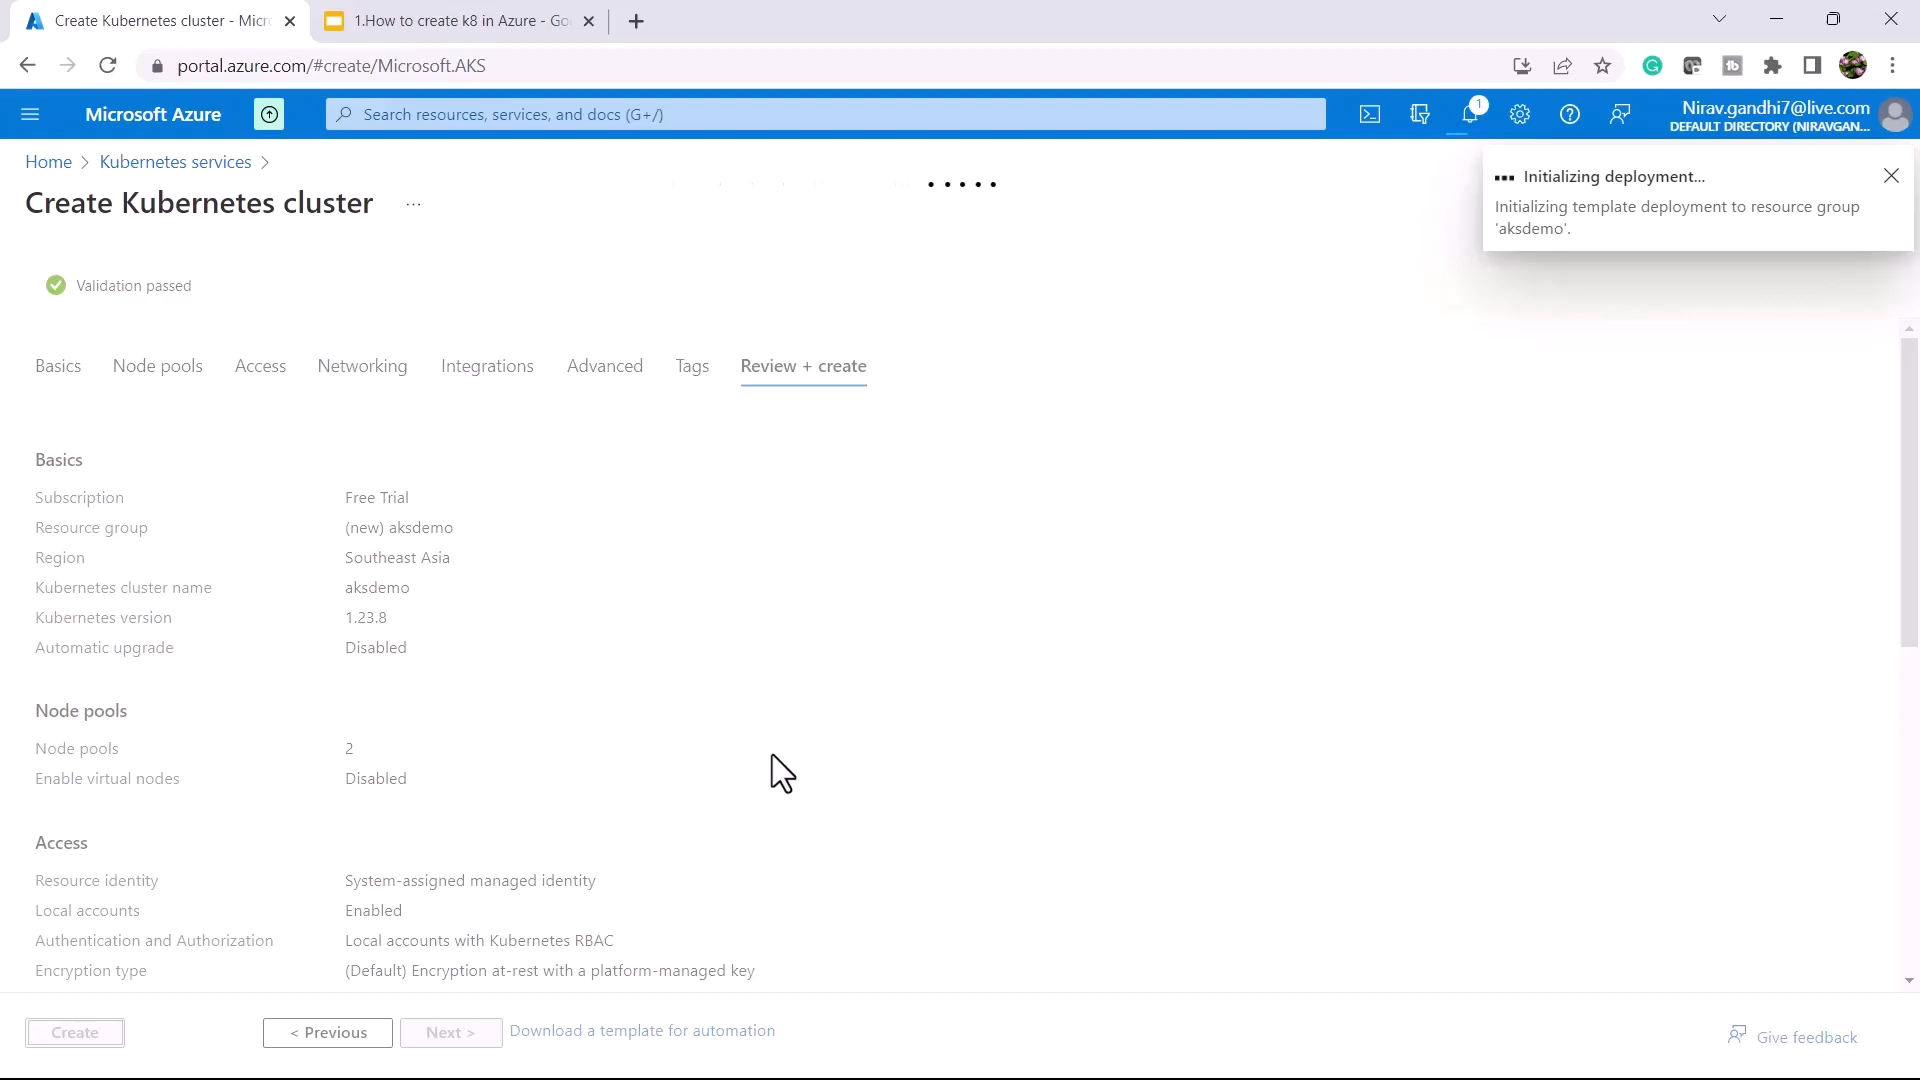 Create Kubernetes cluster - Micr
1.How to create k8 in Azure - Go
portal.azure.com/#create/Microsoft.AKS
Microsoft Azure
Search resources, services, and docs (G+/)
1
Nirav.gandhi7@live.com
DEFAULT DIRECTORY (NIRAVGAN...
Home > Kubernetes services >
Create Kubernetes cluster ...
Initializing deployment...
Initializing template deployment to resource group
'aksdemo'.
Validation passed
Basics Node pools Access Networking Integrations Advanced Tags Review + create
Basics
Subscription Free Trial
Resource group (new) aksdemo
Region Southeast Asia
Kubernetes cluster name aksdemo
Kubernetes version 1.23.8
Automatic upgrade Disabled
Node pools
Node pools 2
Enable virtual nodes Disabled
Access
Resource identity System-assigned managed identity
Local accounts Enabled
Authentication and Authorization Local accounts with Kubernetes RBAC
Encryption type (Default) Encryption at-rest with a platform-managed key
Create < Previous Next > Download a template for automation Give feedback